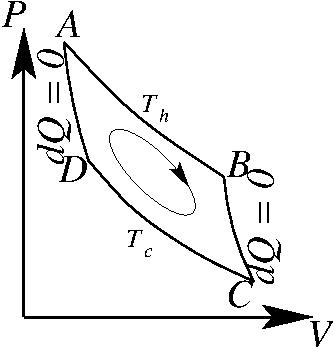 P
A
dQ = 0
T_h
D
B
dQ = 0
T_c
C
V